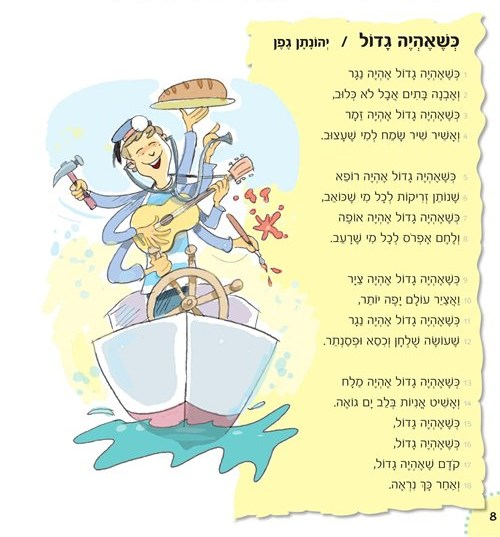 כְּשֶׁאֶהְיֶה גָדוֹל / יְהוֹנָתָן גֶּפֶן
1 כְּשֶׁאֶהְיֶה גָדוֹל אֶהְיֶה נַגָּר
2 וְאֶבְנֶה בָּתִּים אֲבָל לֹא כְּלוּב,
3 כְּשֶׁאֶהְיֶה גָדוֹל אֶהְיֶה זַמָּר
4 וְאָשִׁיר שִׁיר שָׂמֵחַ לְמִי שֶׁעָצוּב.
5 כְּשֶׁאֶהְיֶה גָדוֹל אֶהְיֶה רוֹפֵא
6 שֶׁנּוֹתֵן זְרִיקוֹת לְכָל מִי שֶׁכּוֹאֵב,
7 כְּשֶׁאֶהְיֶה גָדוֹל אֶהְיֶה אוֹפֶה
8 וְלֶחֶם אֶפְרֹס לְכָל מִי שֶׁרָעֵב.
9 כְּשֶׁאֶהְיֶה גָדוֹל אֶהְיֶה צַיָּר
10 וַאֲצַיֵּר עוֹלָם יָפֶה יוֹתֵר,
11 כְּשֶׁאֶהְיֶה גָדוֹל אֶהְיֶה נַגָּר
12 שֶׁעוֹשֶׂה שֻׁלְחָן וְכִסֵּא וּפְסַנְתֵּר.
13 כְּשֶׁאֶהְיֶה גָדוֹל אֶהְיֶה מַלָּח
14 וְאָשִׁיט אֳנִיּוֹת בְּלֵב יָם גּוֹאֶה.
15 כְּשֶׁאֶהְיֶה גָדוֹל,
16 כְּשֶׁאֶהְיֶה גָדוֹל,
17 קֹדֶם שֶׁאֶהְיֶה גָדוֹל,
18 וְאַחַר כָּךְ נִרְאֶה.
8